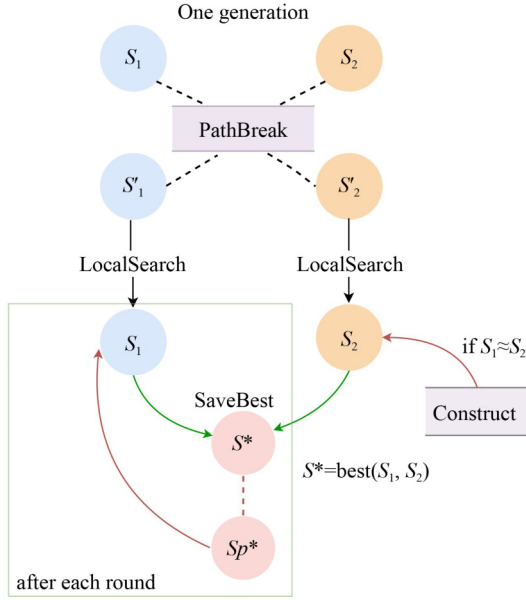 One generation
S₁
S₂
PathBreak
S'₁
S'₂
LocalSearch
LocalSearch
S₁
S₂
if S₁≈S₂
SaveBest
Construct
S*
S*=best(S₁, S₂)
Sp*
after each round